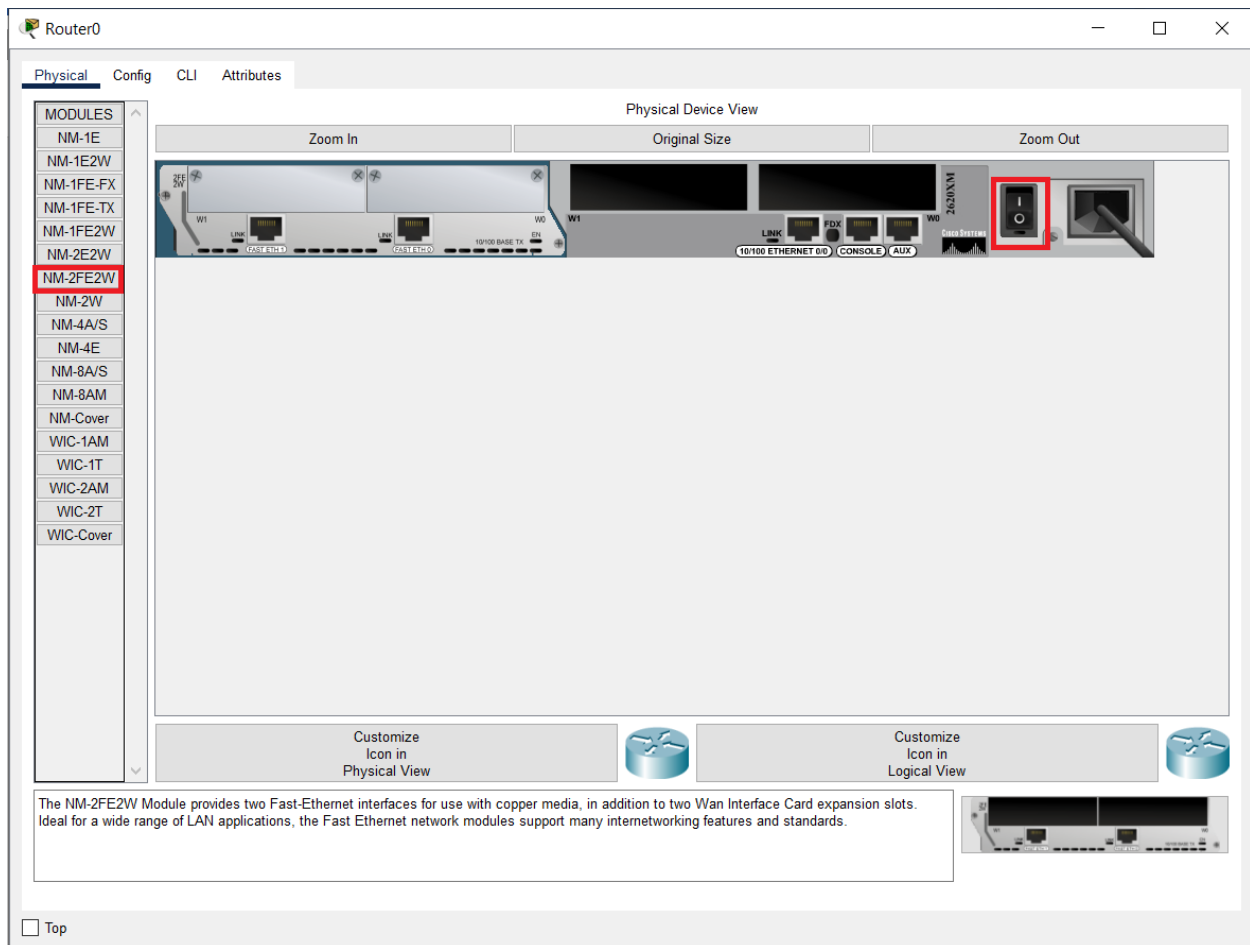 Router0
Physical Config CLI Attributes
MODULES
NM-1E
NM-1E2W
NM-1FE-FX
NM-1FE-TX
NM-1FE2W
NM-2E2W
NM-2FE2W
NM-2W
NM-4A/S
NM-4E
NM-8A/S
NM-8AM
NM-Cover
WIC-1AM
WIC-1T
WIC-2AM
WIC-2T
WIC-Cover
Physical Device View
Zoom In Original Size Zoom Out
2FE
2W
W1
LINK
FAST ETH 1
LINK
FAST ETH 0
10/100 BASE TX
W0
EN
W1
LINK
FDX
W0
10/100 ETHERNET 0/0 CONSOLE AUX
2620XM
CISCO SYSTEMS
Customize
Icon in
Physical View
Customize
Icon in
Logical View
The NM-2FE2W Module provides two Fast-Ethernet interfaces for use with copper media, in addition to two Wan Interface Card expansion slots.
Ideal for a wide range of LAN applications, the Fast Ethernet network modules support many internetworking features and standards.
Top